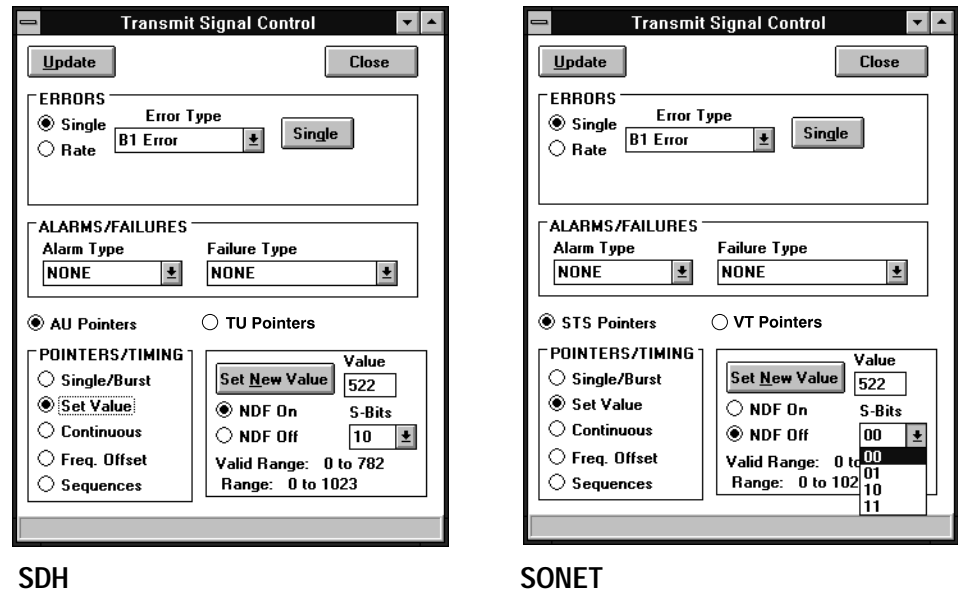 Transmit Signal Control
Update
Close
ERRORS
Single
Rate
Error Type
B1 Error
Single
ALARMS/FAILURES
Alarm Type
Failure Type
NONE
NONE
AU Pointers
TU Pointers
POINTERS/TIMING
Single/Burst
Set Value
Continuous
Freq. Offset
Sequences
Set New Value
Value
522
NDF On
NDF Off
S-Bits
10
Valid Range: 0 to 782
Range: 0 to 1023
SDH
Transmit Signal Control
Update
Close
ERRORS
Single
Rate
Error Type
B1 Error
Single
ALARMS/FAILURES
Alarm Type
Failure Type
NONE
NONE
STS Pointers
VT Pointers
POINTERS/TIMING
Single/Burst
Set Value
Continuous
Freq. Offset
Sequences
Set New Value
Value
522
NDF On
NDF Off
S-Bits
00
00
01
10
11
Valid Range: 0 to
Range: 0 to 102
SONET